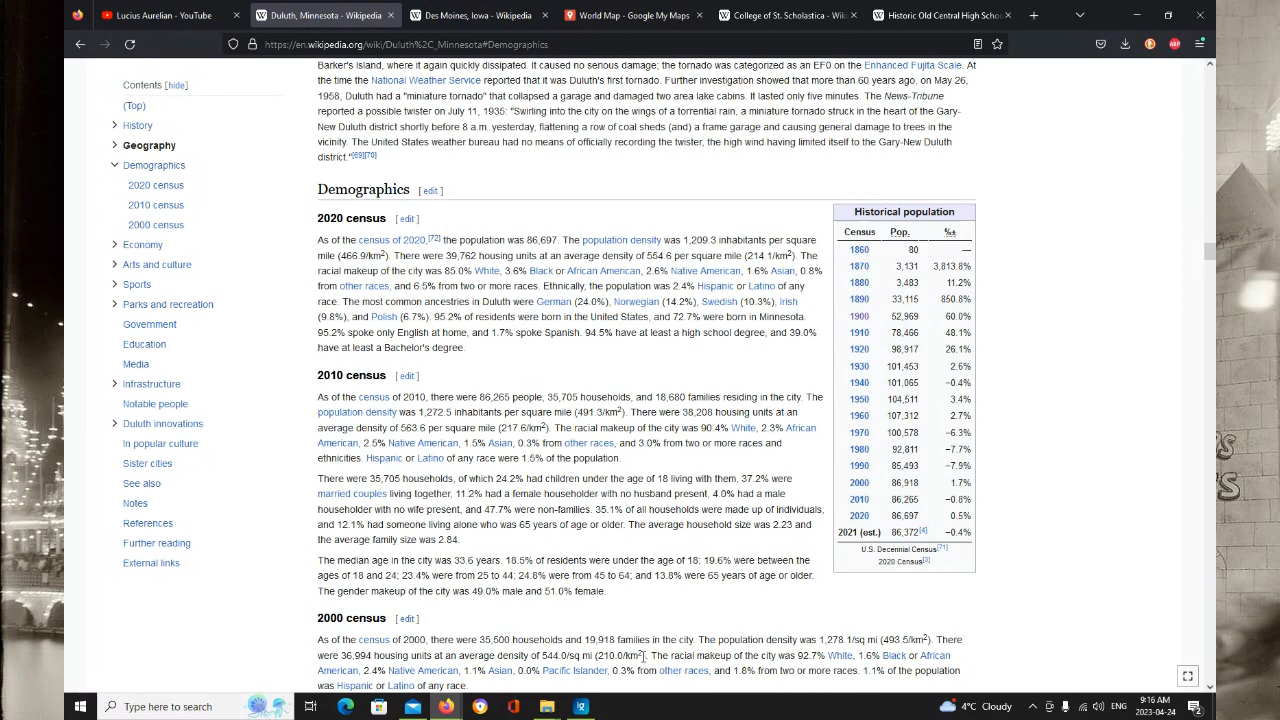 Lucius Aurelian - YouTube
Duluth, Minnesota - Wikipedia
Des Moines, Iowa - Wikipedia
World Map - Google My Maps
College of St. Scholastica - Wiki
Historic Old Central High Scho
https://en.wikipedia.org/wiki/Duluth%2C_Minnesota#Demographics
ABP
Contents [hide]
(Top)
History
Geography
Demographics
2020 census
2010 census
2000 census
Economy
Arts and culture
Sports
Parks and recreation
Government
Education
Media
Infrastructure
Notable people
Duluth innovations
In popular culture
Sister cities
See also
Notes
References
Further reading
External links
Barker's Island, where it again quickly dissipated. It caused no serious damage; the tornado was categorized as an EF0 on the Enhanced Fujita Scale. At
the time the National Weather Service reported that it was Duluth's first tornado. Further investigation showed that more than 60 years ago, on May 26,
1958, Duluth had a "miniature tornado" that collapsed a garage and damaged two area lake cabins. It lasted only five minutes. The News-Tribune
reported a possible twister on July 11, 1935: "Swirling into the city on the wings of a torrential rain, a miniature tornado struck in the heart of the Gary-
New Duluth district shortly before 8 a.m. yesterday, flattening a row of coal sheds (and) a frame garage and causing general damage to trees in the
vicinity. The United States weather bureau had no means of officially recording the twister, the high wind having limited itself to the Gary-New Duluth
district."[69][70]
Demographics [ edit ]
2020 census [ edit ]
As of the census of 2020,[72] the population was 86,697. The population density was 1,209.3 inhabitants per square
mile (466.9/km2). There were 39,762 housing units at an average density of 554.6 per square mile (214.1/km2). The
racial makeup of the city was 85.0% White, 3.6% Black or African American, 2.6% Native American, 1.6% Asian, 0.8%
from other races, and 6.5% from two or more races. Ethnically, the population was 2.4% Hispanic or Latino of any
race. The most common ancestries in Duluth were German (24.0%), Norwegian (14.2%), Swedish (10.3%), Irish
(9.8%), and Polish (6.7%). 95.2% of residents were born in the United States, and 72.7% were born in Minnesota.
95.2% spoke only English at home, and 1.7% spoke Spanish. 94.5% have at least a high school degree, and 39.0%
have at least a Bachelor's degree.
2010 census [ edit ]
As of the census of 2010, there were 86,265 people, 35,705 households, and 18,680 families residing in the city. The
population density was 1,272.5 inhabitants per square mile (491.3/km2). There were 38,208 housing units at an
average density of 563.6 per square mile (217.6/km2). The racial makeup of the city was 90.4% White, 2.3% African
American, 2.5% Native American, 1.5% Asian, 0.3% from other races, and 3.0% from two or more races and
ethnicities. Hispanic or Latino of any race were 1.5% of the population.
There were 35,705 households, of which 24.2% had children under the age of 18 living with them, 37.2% were
married couples living together, 11.2% had a female householder with no husband present, 4.0% had a male
householder with no wife present, and 47.7% were non-families. 35.1% of all households were made up of individuals,
and 12.1% had someone living alone who was 65 years of age or older. The average household size was 2.23 and
the average family size was 2.84.
The median age in the city was 33.6 years. 18.5% of residents were under the age of 18; 19.6% were between the
ages of 18 and 24; 23.4% were from 25 to 44; 24.8% were from 45 to 64; and 13.8% were 65 years of age or older.
The gender makeup of the city was 49.0% male and 51.0% female.
2000 census [ edit ]
As of the census of 2000, there were 35,500 households and 19,918 families in the city. The population density was 1,278.1/sq mi (493.5/km2). There
were 36,994 housing units at an average density of 544.0/sq mi (210.0/km2). The racial makeup of the city was 92.7% White, 1.6% Black or African
American, 2.4% Native American, 1.1% Asian, 0.0% Pacific Islander, 0.3% from other races, and 1.8% from two or more races. 1.1% of the population
was Hispanic or Latino of any race.
Historical population
Census Pop. %±
1860 80 —
1870 3,131 3,813.8%
1880 3,483 11.2%
1890 33,115 850.8%
1900 52,969 60.0%
1910 78,466 48.1%
1920 98,917 26.1%
1930 101,453 2.6%
1940 101,065 −0.4%
1950 104,511 3.4%
1960 107,312 2.7%
1970 100,578 −6.3%
1980 92,811 −7.7%
1990 85,493 −7.9%
2000 86,918 1.7%
2010 86,265 −0.8%
2020 86,697 0.5%
2021 (est.) 86,372[4] −0.4%
U.S. Decennial Census[71]
2020 Census[3]
Type here to search
4°C Cloudy
ENG
9:16 AM
2023-04-24
2